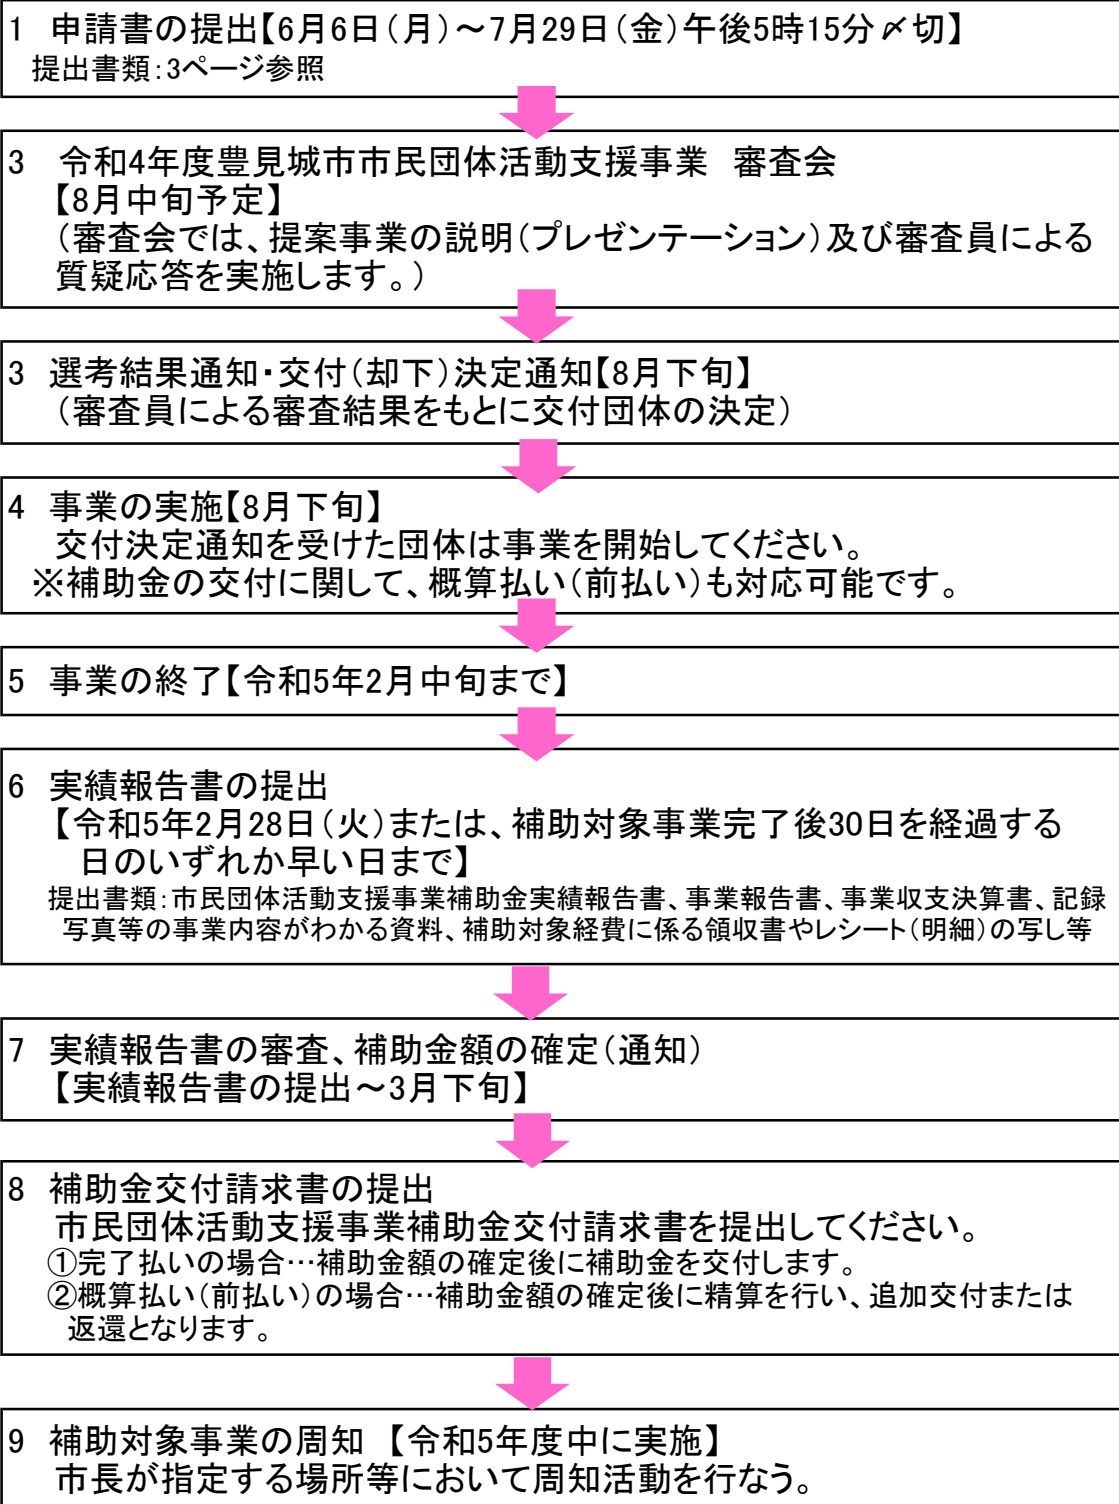 1 申請書の提出【6月6日(月)～7月29日(金)午後5時15分〆切】
提出書類:3ページ参照
3 令和4年度豊見城市市民団体活動支援事業 審査会
【8月中旬予定】
(審査会では、提案事業の説明(プレゼンテーション)及び審査員による
質疑応答を実施します。)
3 選考結果通知・交付(却下)決定通知【8月下旬】
(審査員による審査結果をもとに交付団体の決定)
4 事業の実施【8月下旬】
交付決定通知を受けた団体は事業を開始してください。
※補助金の交付に関して、概算払い(前払い)も対応可能です。
5 事業の終了【令和5年2月中旬まで】
6 実績報告書の提出
【令和5年2月28日(火)または、補助対象事業完了後30日を経過する
日のいずれか早い日まで】
提出書類:市民団体活動支援事業補助金実績報告書、事業報告書、事業収支決算書、記録
写真等の事業内容がわかる資料、補助対象経費に係る領収書やレシート(明細)の写し等
7 実績報告書の審査、補助金額の確定(通知)
【実績報告書の提出～3月下旬】
8 補助金交付請求書の提出
市民団体活動支援事業補助金交付請求書を提出してください。
①完了払いの場合…補助金額の確定後に補助金を交付します。
②概算払い(前払い)の場合…補助金額の確定後に精算を行い、追加交付または
返還となります。
9 補助対象事業の周知 【令和5年度中に実施】
市長が指定する場所等において周知活動を行なう。